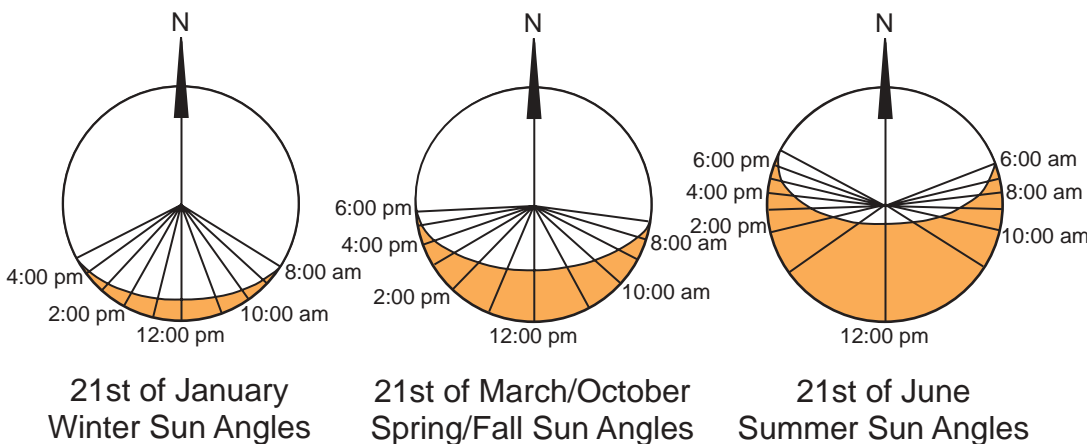 N
4:00 pm
2:00 pm
12:00 pm
10:00 am
8:00 am
21st of January
Winter Sun Angles
N
6:00 pm
4:00 pm
2:00 pm
12:00 pm
10:00 am
8:00 am
21st of March/October
Spring/Fall Sun Angles
N
6:00 pm
4:00 pm
2:00 pm
12:00 pm
10:00 am
8:00 am
6:00 am
21st of June
Summer Sun Angles